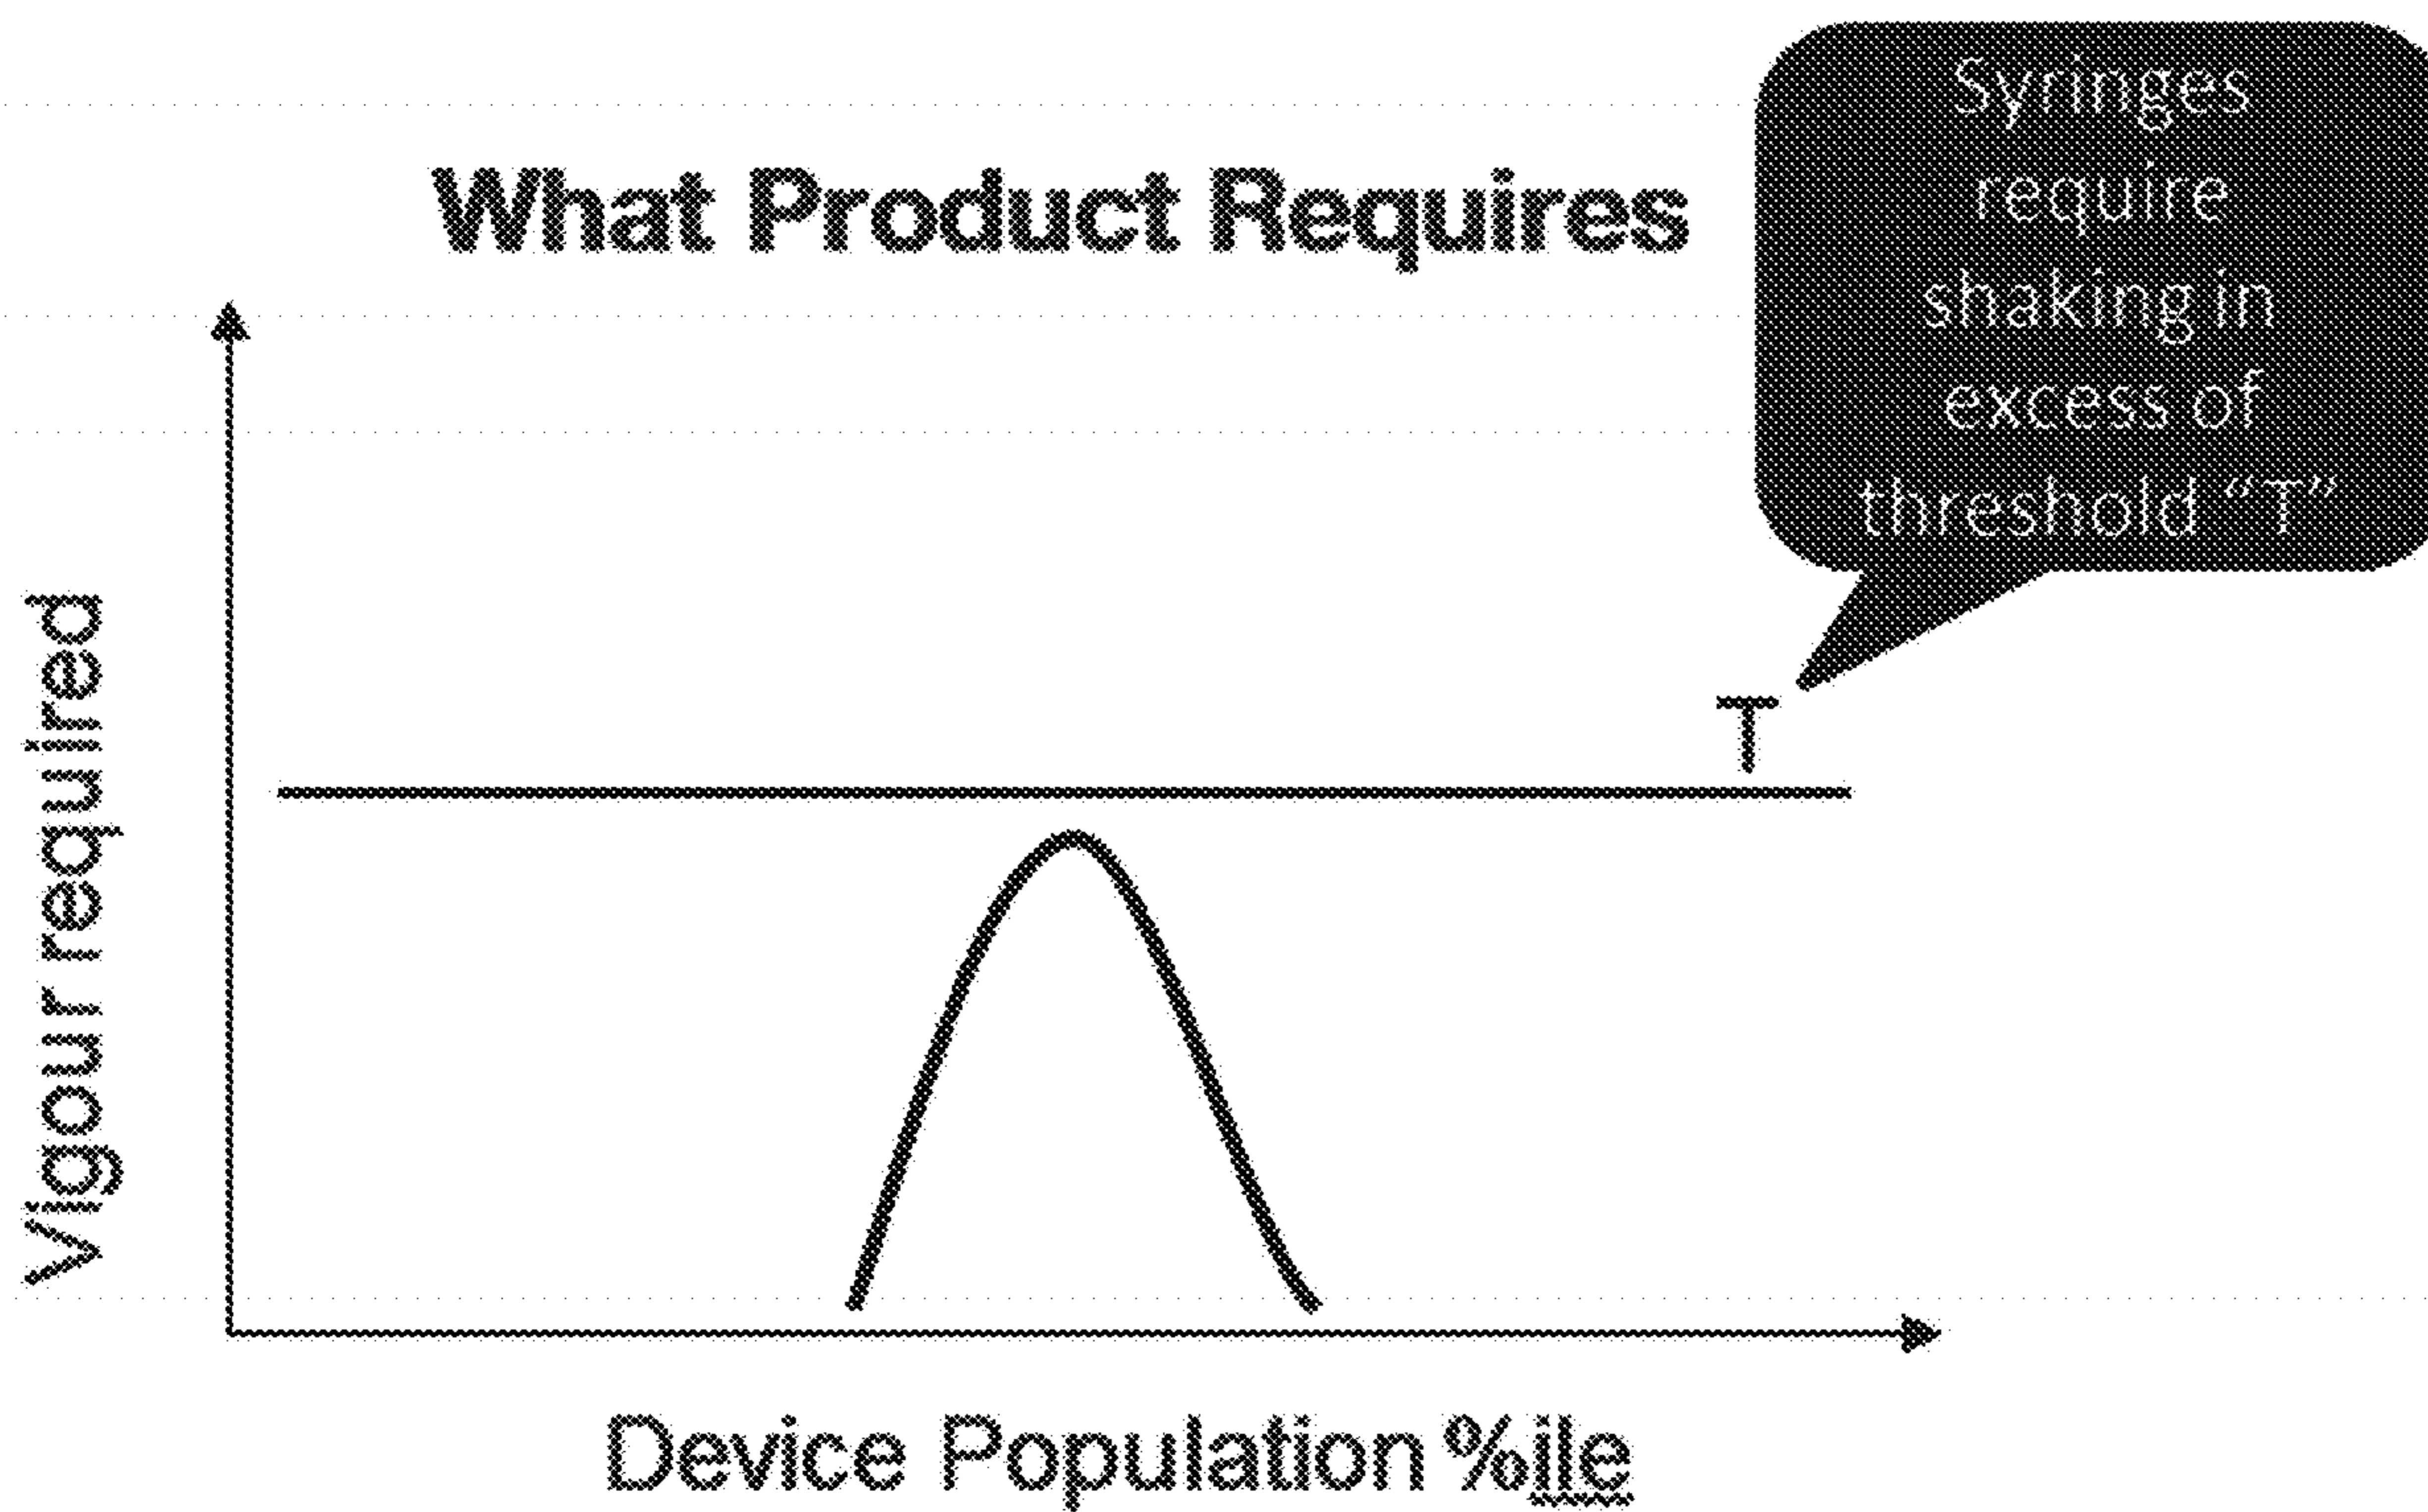 Syringes
require
shaking in
excess of
threshold “T”
What Product Requires
Vigour required
T
Device Population %ile